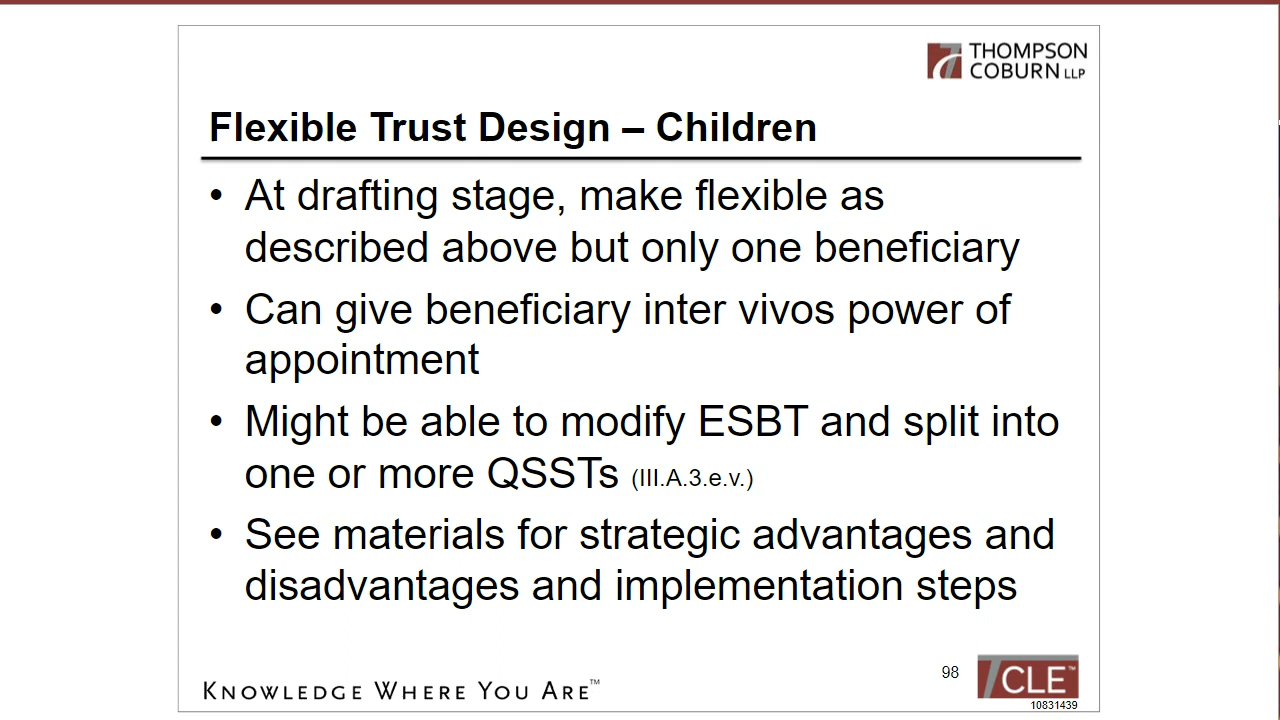 THOMPSON
COBURN LLP
Flexible Trust Design – Children
• At drafting stage, make flexible as
described above but only one beneficiary
• Can give beneficiary inter vivos power of
appointment
• Might be able to modify ESBT and split into
one or more QSSTs (III.A.3.e.v.)
• See materials for strategic advantages and
disadvantages and implementation steps
KNOWLEDGE WHERE YOU ARE™
98
TCLE™
10831439